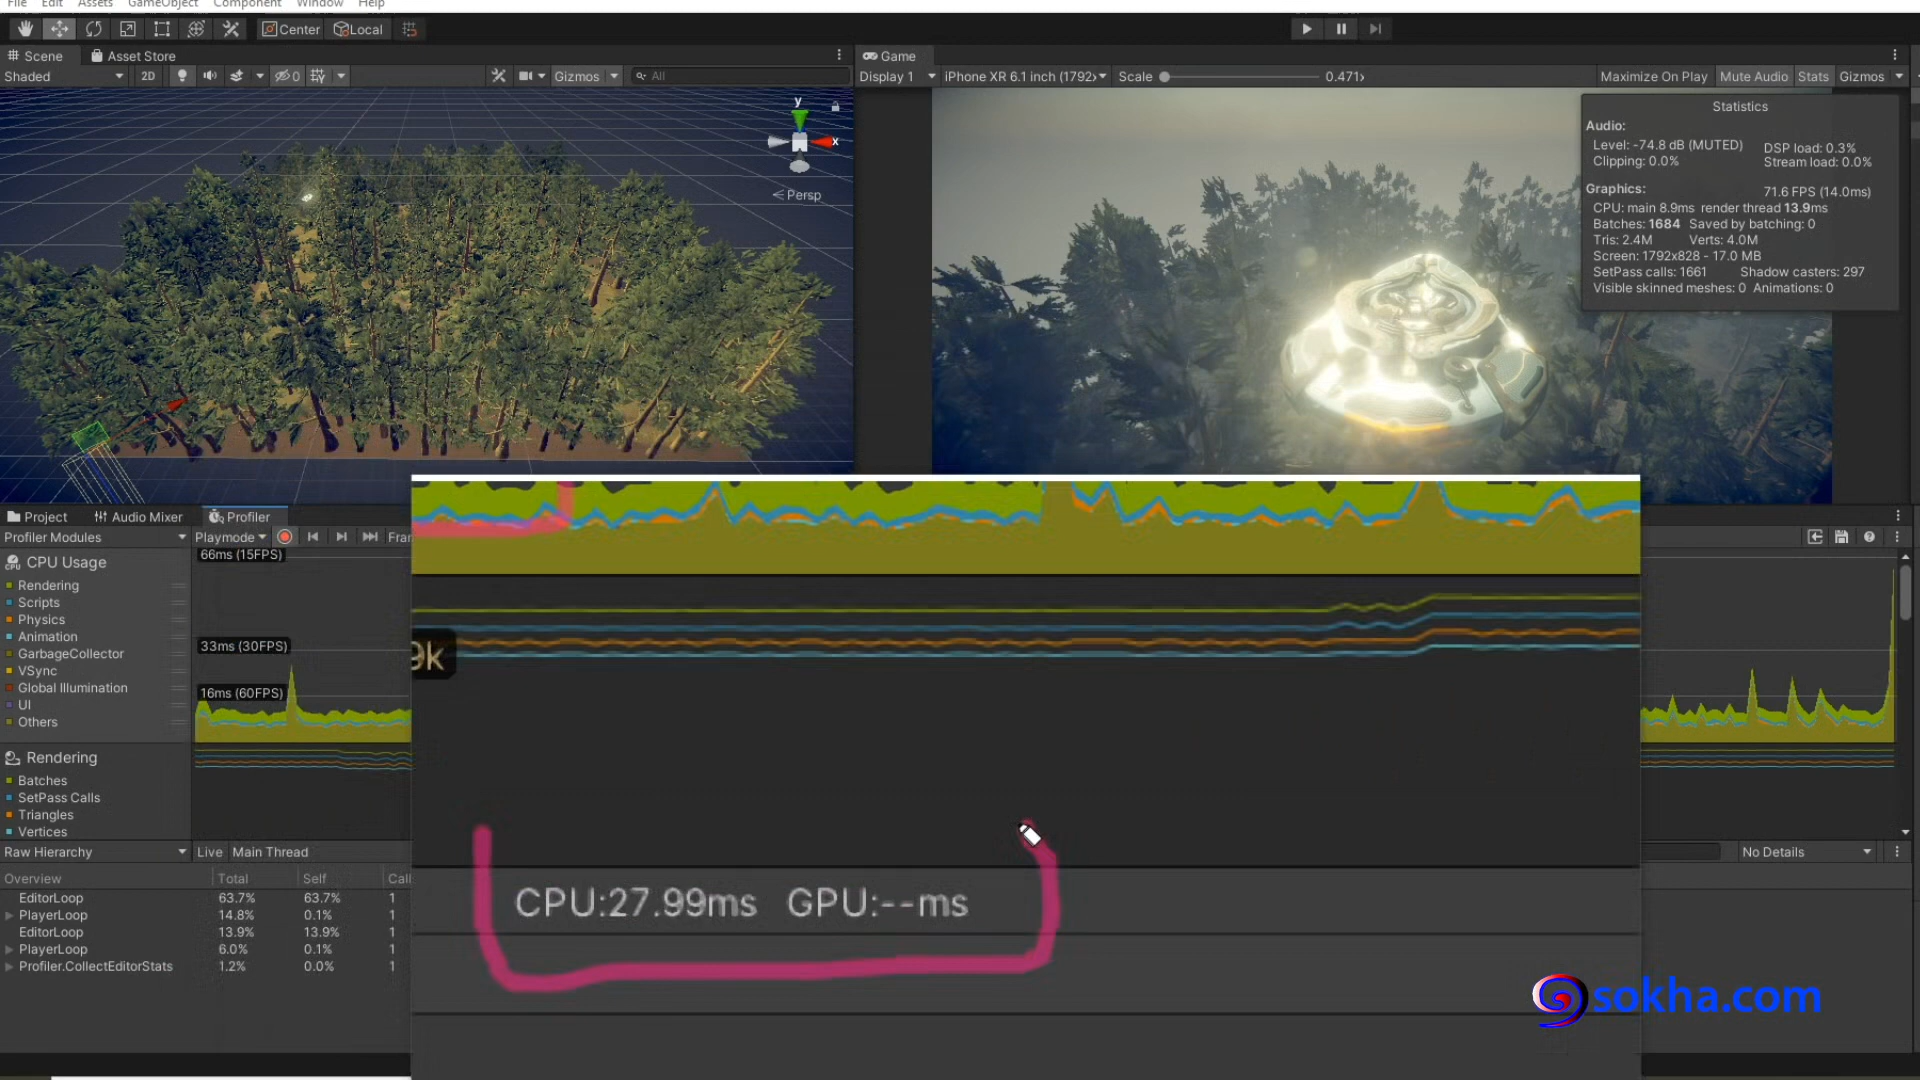 File Edit Assets GameObject Component Window Help
Center Local
Scene Asset Store
Shaded 2D 0 Gizmos All
y
x
Persp
Game
Display 1 iPhone XR 6.1 inch (1792x Scale 0.471x Maximize On Play Mute Audio Stats Gizmos
Statistics
Audio:
Level: -74.8 dB (MUTED) DSP load: 0.3%
Clipping: 0.0% Stream load: 0.0%
Graphics: 71.6 FPS (14.0ms)
CPU: main 8.9ms render thread 13.9ms
Batches: 1684 Saved by batching: 0
Tris: 2.4M Verts: 4.0M
Screen: 1792x828 - 17.0 MB
SetPass calls: 1661 Shadow casters: 297
Visible skinned meshes: 0 Animations: 0
Project Audio Mixer Profiler
Profiler Modules Playmode Fra
66ms (15FPS)
33ms (30FPS)
16ms (60FPS)
CPU Usage
Rendering
Scripts
Physics
Animation
GarbageCollector
VSync
Global Illumination
UI
Others
Rendering
Batches
SetPass Calls
Triangles
Vertices
9k
CPU:27.99ms GPU:--ms
Raw Hierarchy Live Main Thread No Details
Overview Total Self Call
EditorLoop 63.7% 63.7% 1
PlayerLoop 14.8% 0.1% 1
EditorLoop 13.9% 13.9% 1
PlayerLoop 6.0% 0.1% 1
Profiler.CollectEditorStats 1.2% 0.0% 1
sokha.com